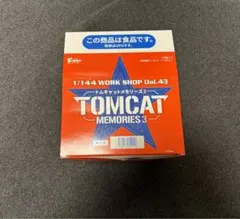 この商品は食品です。
F-toys
1/144 WORK SHOP Vol.43
トムキャットメモリーズ3
TOMCAT
MEMORIES 3